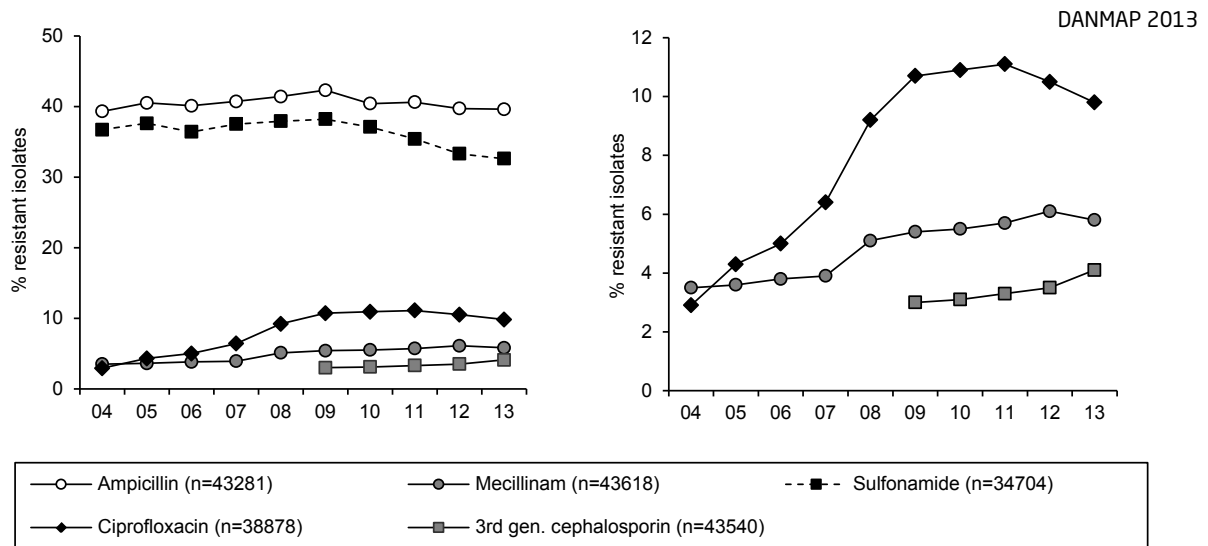 DANMAP 2013
50
40
30
20
10
0
% resistant isolates
04 05 06 07 08 09 10 11 12 13
12
10
8
6
4
2
0
% resistant isolates
04 05 06 07 08 09 10 11 12 13
Ampicillin (n=43281) Mecillinam (n=43618) Sulfonamide (n=34704)
Ciprofloxacin (n=38878) 3rd gen. cephalosporin (n=43540)